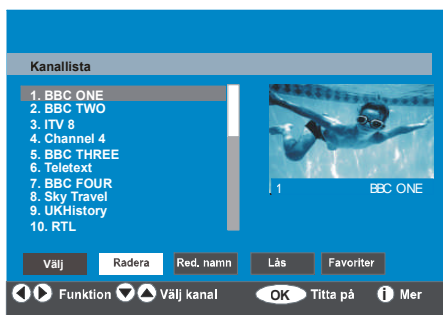 Kanallista
1. BBC ONE
2. BBC TWO
3. ITV 8
4. Channel 4
5. BBC THREE
6. Teletext
7. BBC FOUR
8. Sky Travel
9. UKHistory
10. RTL
1 BBC ONE
Välj Radera Red. namn Lås Favoriter
Funktion Välj kanal OK Titta på i Mer